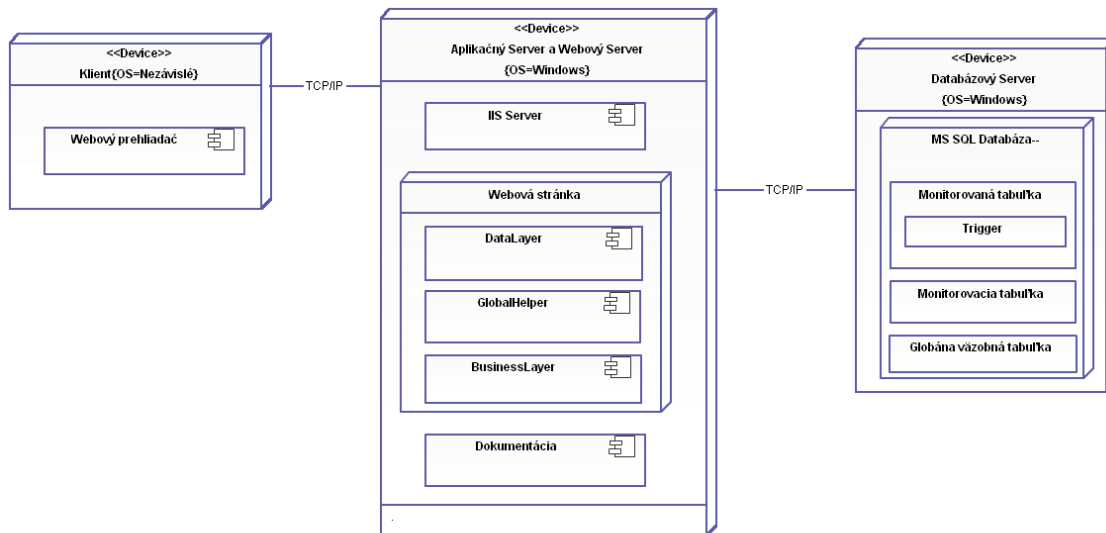 <<Device>>
Klient{OS=Nezávislé}
Webový prehliadač
TCP/IP
<<Device>>
Aplikačný Server a Webový Server
{OS=Windows}
IIS Server
Webová stránka
DataLayer
GlobalHelper
BusinessLayer
Dokumentácia
.
TCP/IP
<<Device>>
Databázový Server
{OS=Windows}
MS SQL Databáza--
Monitorovaná tabuľka
Trigger
Monitorovacia tabuľka
Globána väzobná tabuľka